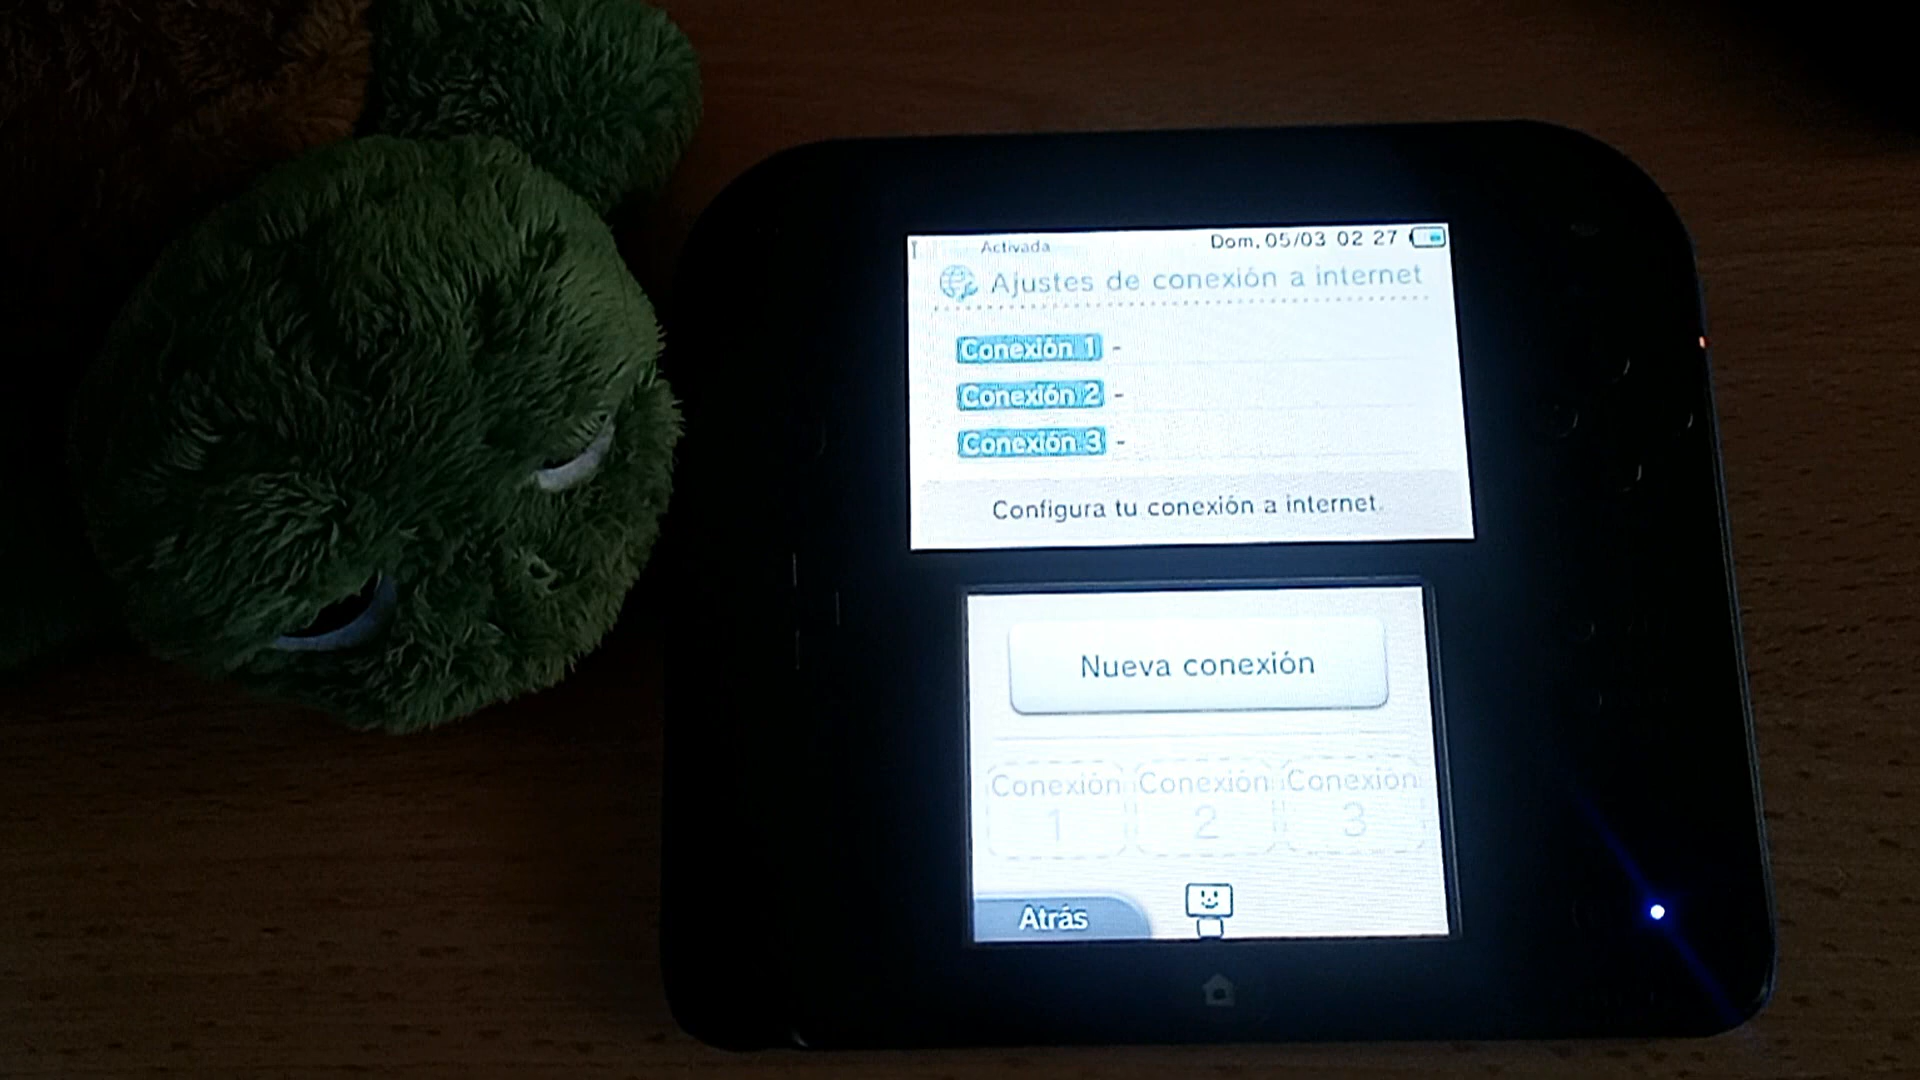 Activada Dom. 05/03 02 27
Ajustes de conexión a internet
Conexión 1 -
Conexión 2 -
Conexión 3 -
Configura tu conexión a internet.
Nueva conexión
Conexión 1
Conexión 2
Conexión 3
Atrás